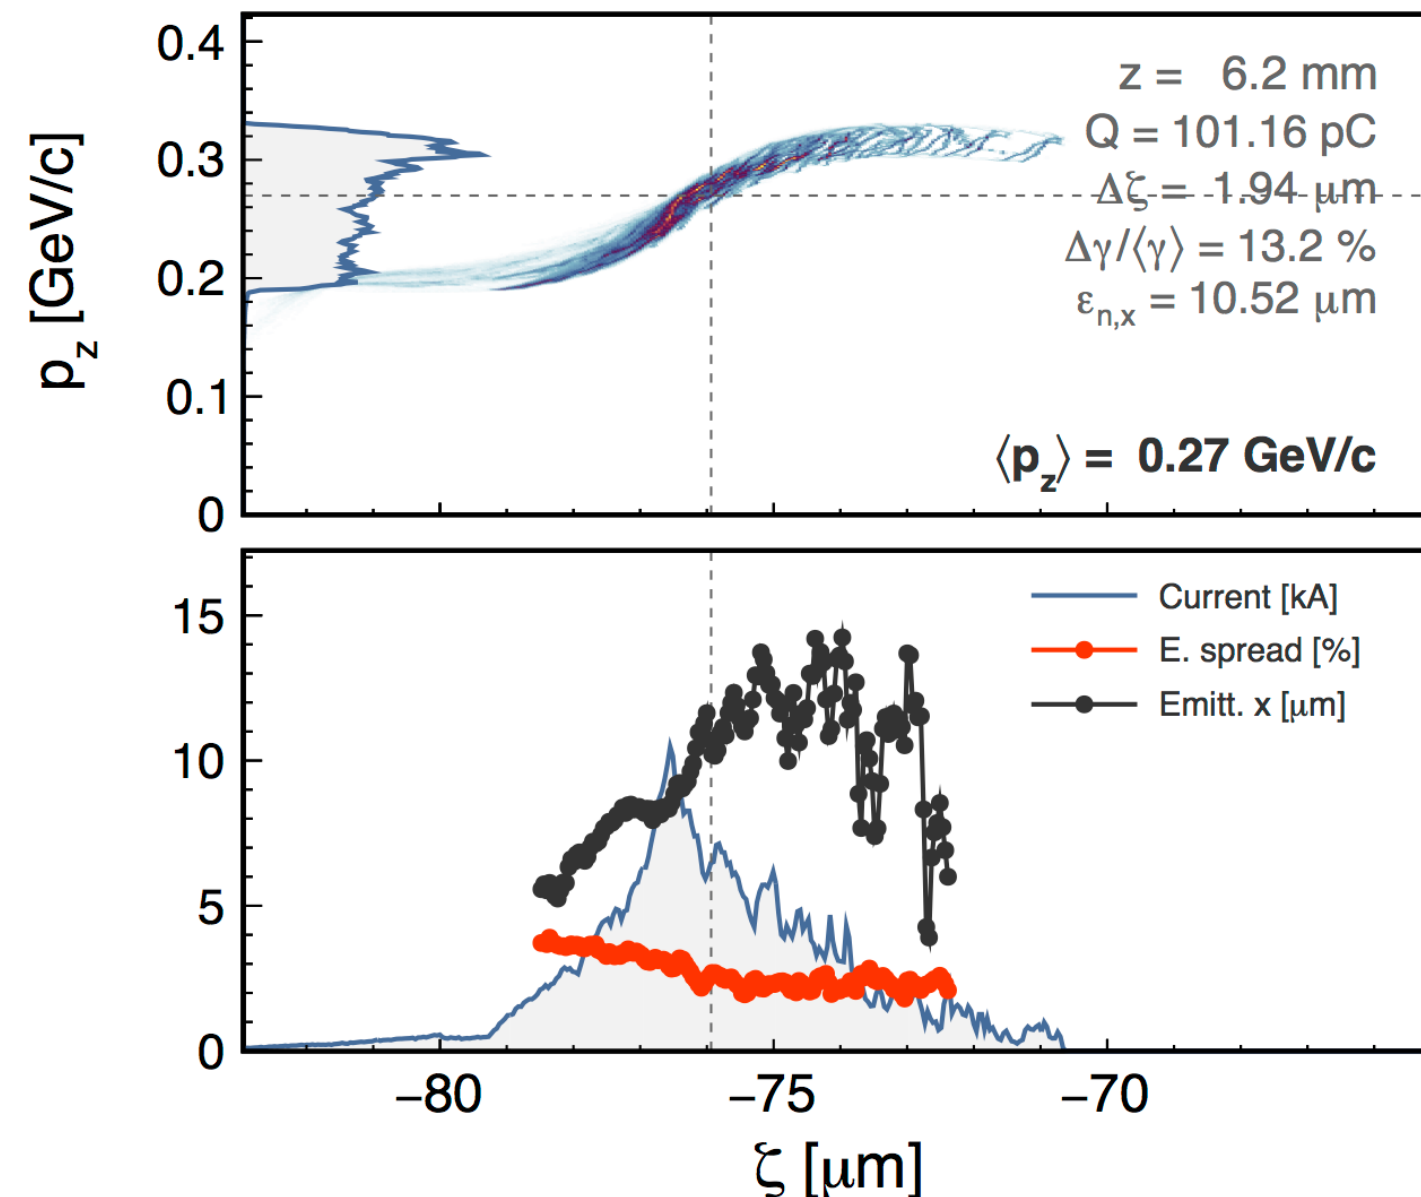 0.4
0.3
0.2
0.1
0
p_z [GeV/c]
z = 6.2 mm
Q = 101.16 pC
Δζ = 1.94 μm
Δγ/⟨γ⟩ = 13.2 %
ε_n,x = 10.52 μm
⟨p_z⟩ = 0.27 GeV/c
15
10
5
0
Current [kA]
E. spread [%]
Emitt. x [μm]
−80 −75 −70
ζ [μm]